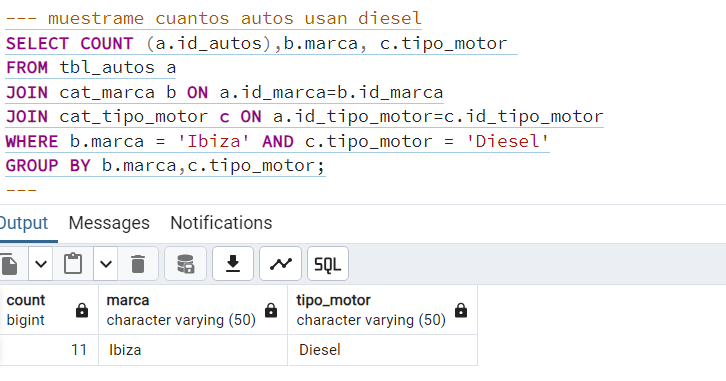 --- muestrame cuantos autos usan diesel
SELECT COUNT (a.id_autos),b.marca, c.tipo_motor
FROM tbl_autos a
JOIN cat_marca b ON a.id_marca=b.id_marca
JOIN cat_tipo_motor c ON a.id_tipo_motor=c.id_tipo_motor
WHERE b.marca = 'Ibiza' AND c.tipo_motor = 'Diesel'
GROUP BY b.marca,c.tipo_motor;
---
Output Messages Notifications
SQL
count marca tipo_motor
bigint character varying (50) character varying (50)
11 Ibiza Diesel